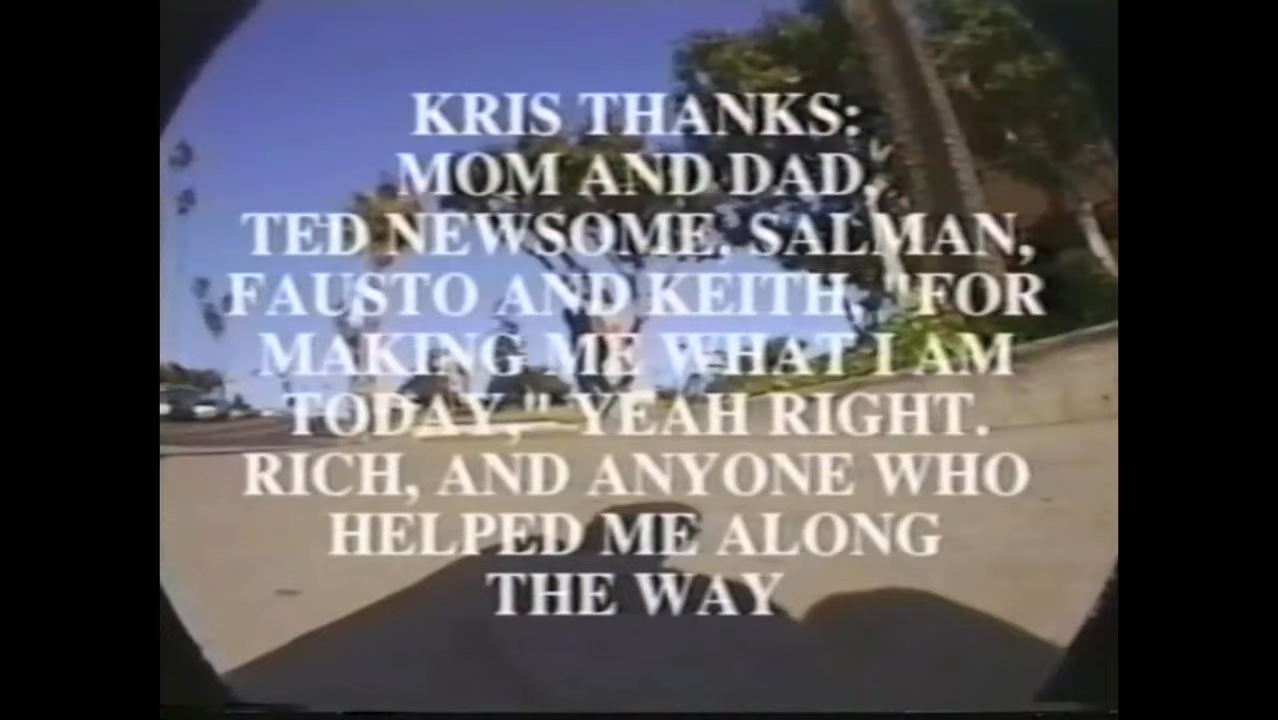 KRIS THANKS:
MOM AND DAD,
TED NEWSOME, SALMAN,
FAUSTO AND KEITH, "FOR
MAKING ME WHAT I AM
TODAY," YEAH RIGHT.
RICH, AND ANYONE WHO
HELPED ME ALONG
THE WAY